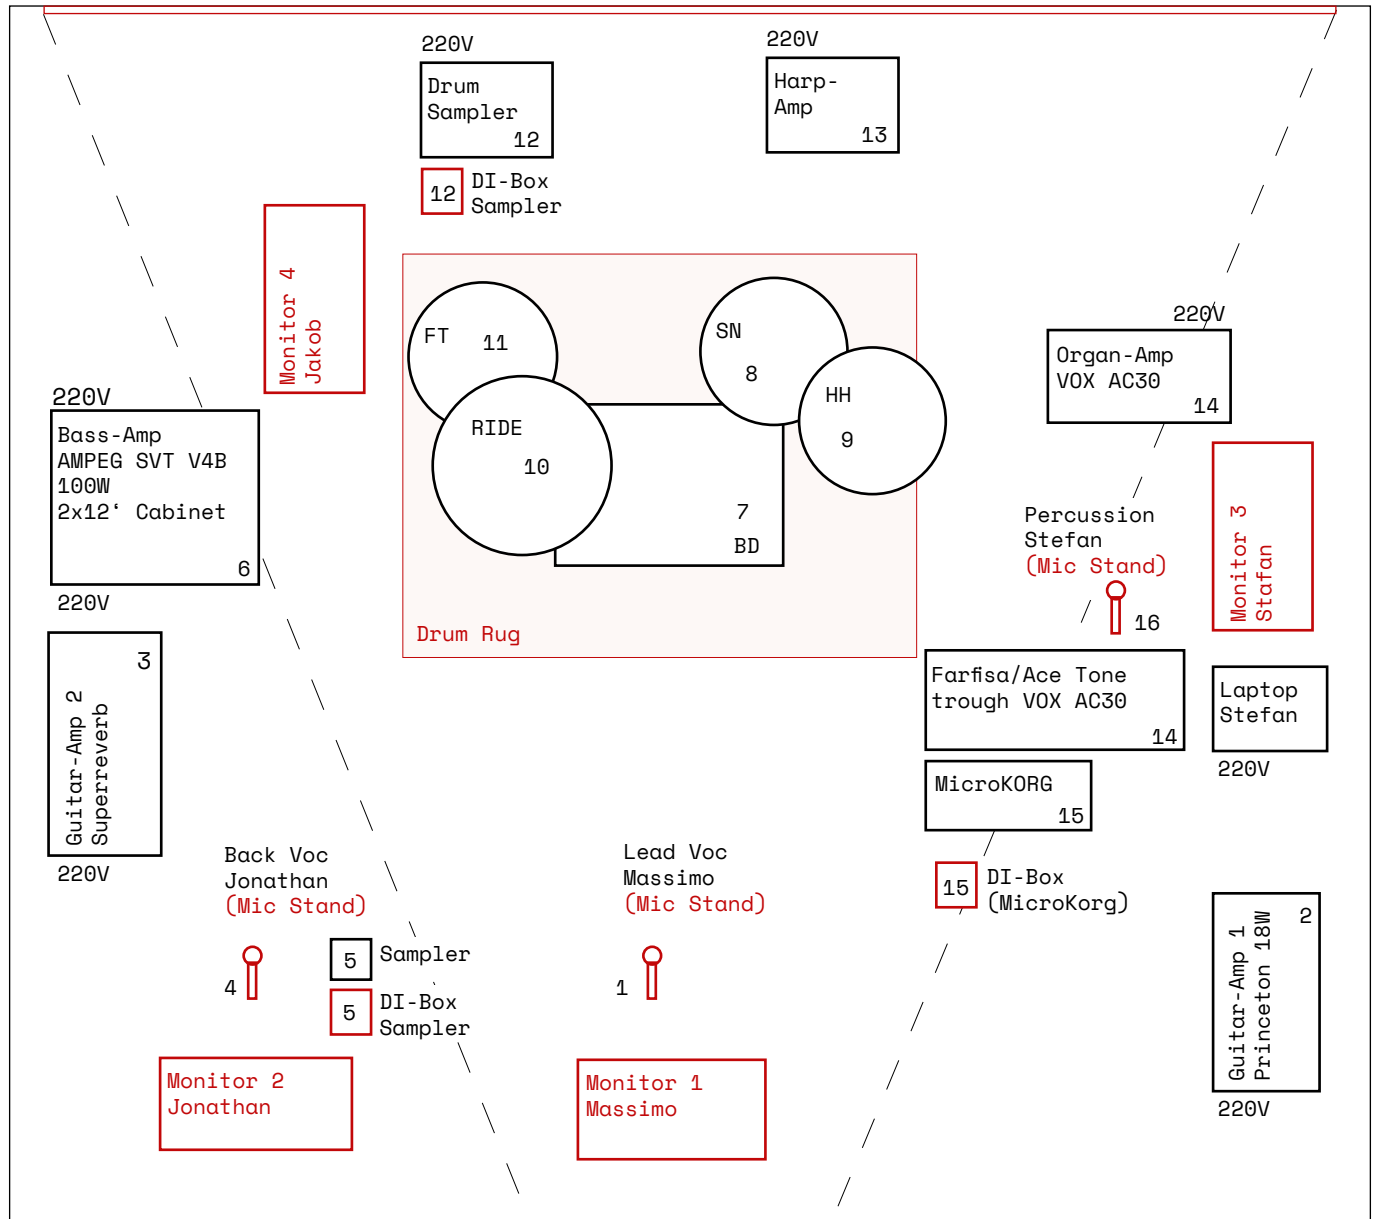 220V
Drum
Sampler
12
220V
Harp-
Amp
13
12
DI-Box
Sampler
Monitor 4
Jakob
FT
11
SN
8
HH
9
RIDE
10
7
BD
Drum Rug
220V
Organ-Amp
VOX AC30
14
220V
Bass-Amp
AMPEG SVT V4B
100W
2x12‘ Cabinet
6
220V
Monitor 3
Stafan
Percussion
Stefan
(Mic Stand)
16
3
Guitar-Amp 2
Superreverb
220V
Farfisa/Ace Tone
trough VOX AC30
14
Laptop
Stefan
220V
MicroKORG
15
15
DI-Box
(MicroKorg)
Back Voc
Jonathan
(Mic Stand)
4
5
Sampler
5
DI-Box
Sampler
Lead Voc
Massimo
(Mic Stand)
1
2
Guitar-Amp 1
Princeton 18W
220V
Monitor 2
Jonathan
Monitor 1
Massimo